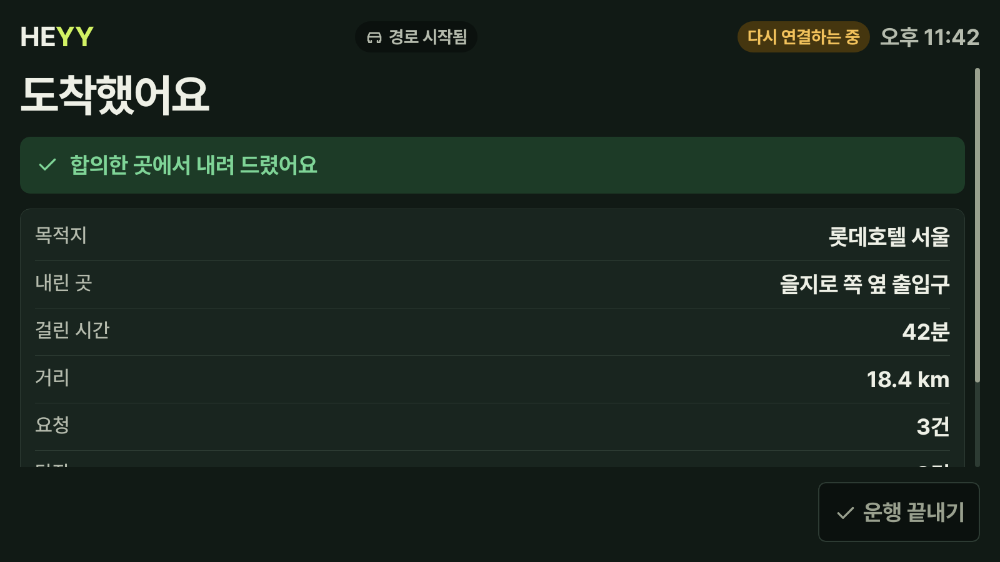 HEYY
경로 시작됨
다시 연결하는 중
오후 11:42
도착했어요
합의한 곳에서 내려 드렸어요
목적지 롯데호텔 서울
내린 곳 을지로 쪽 옆 출입구
걸린 시간 42분
거리 18.4 km
요청 3건
운행 끝내기